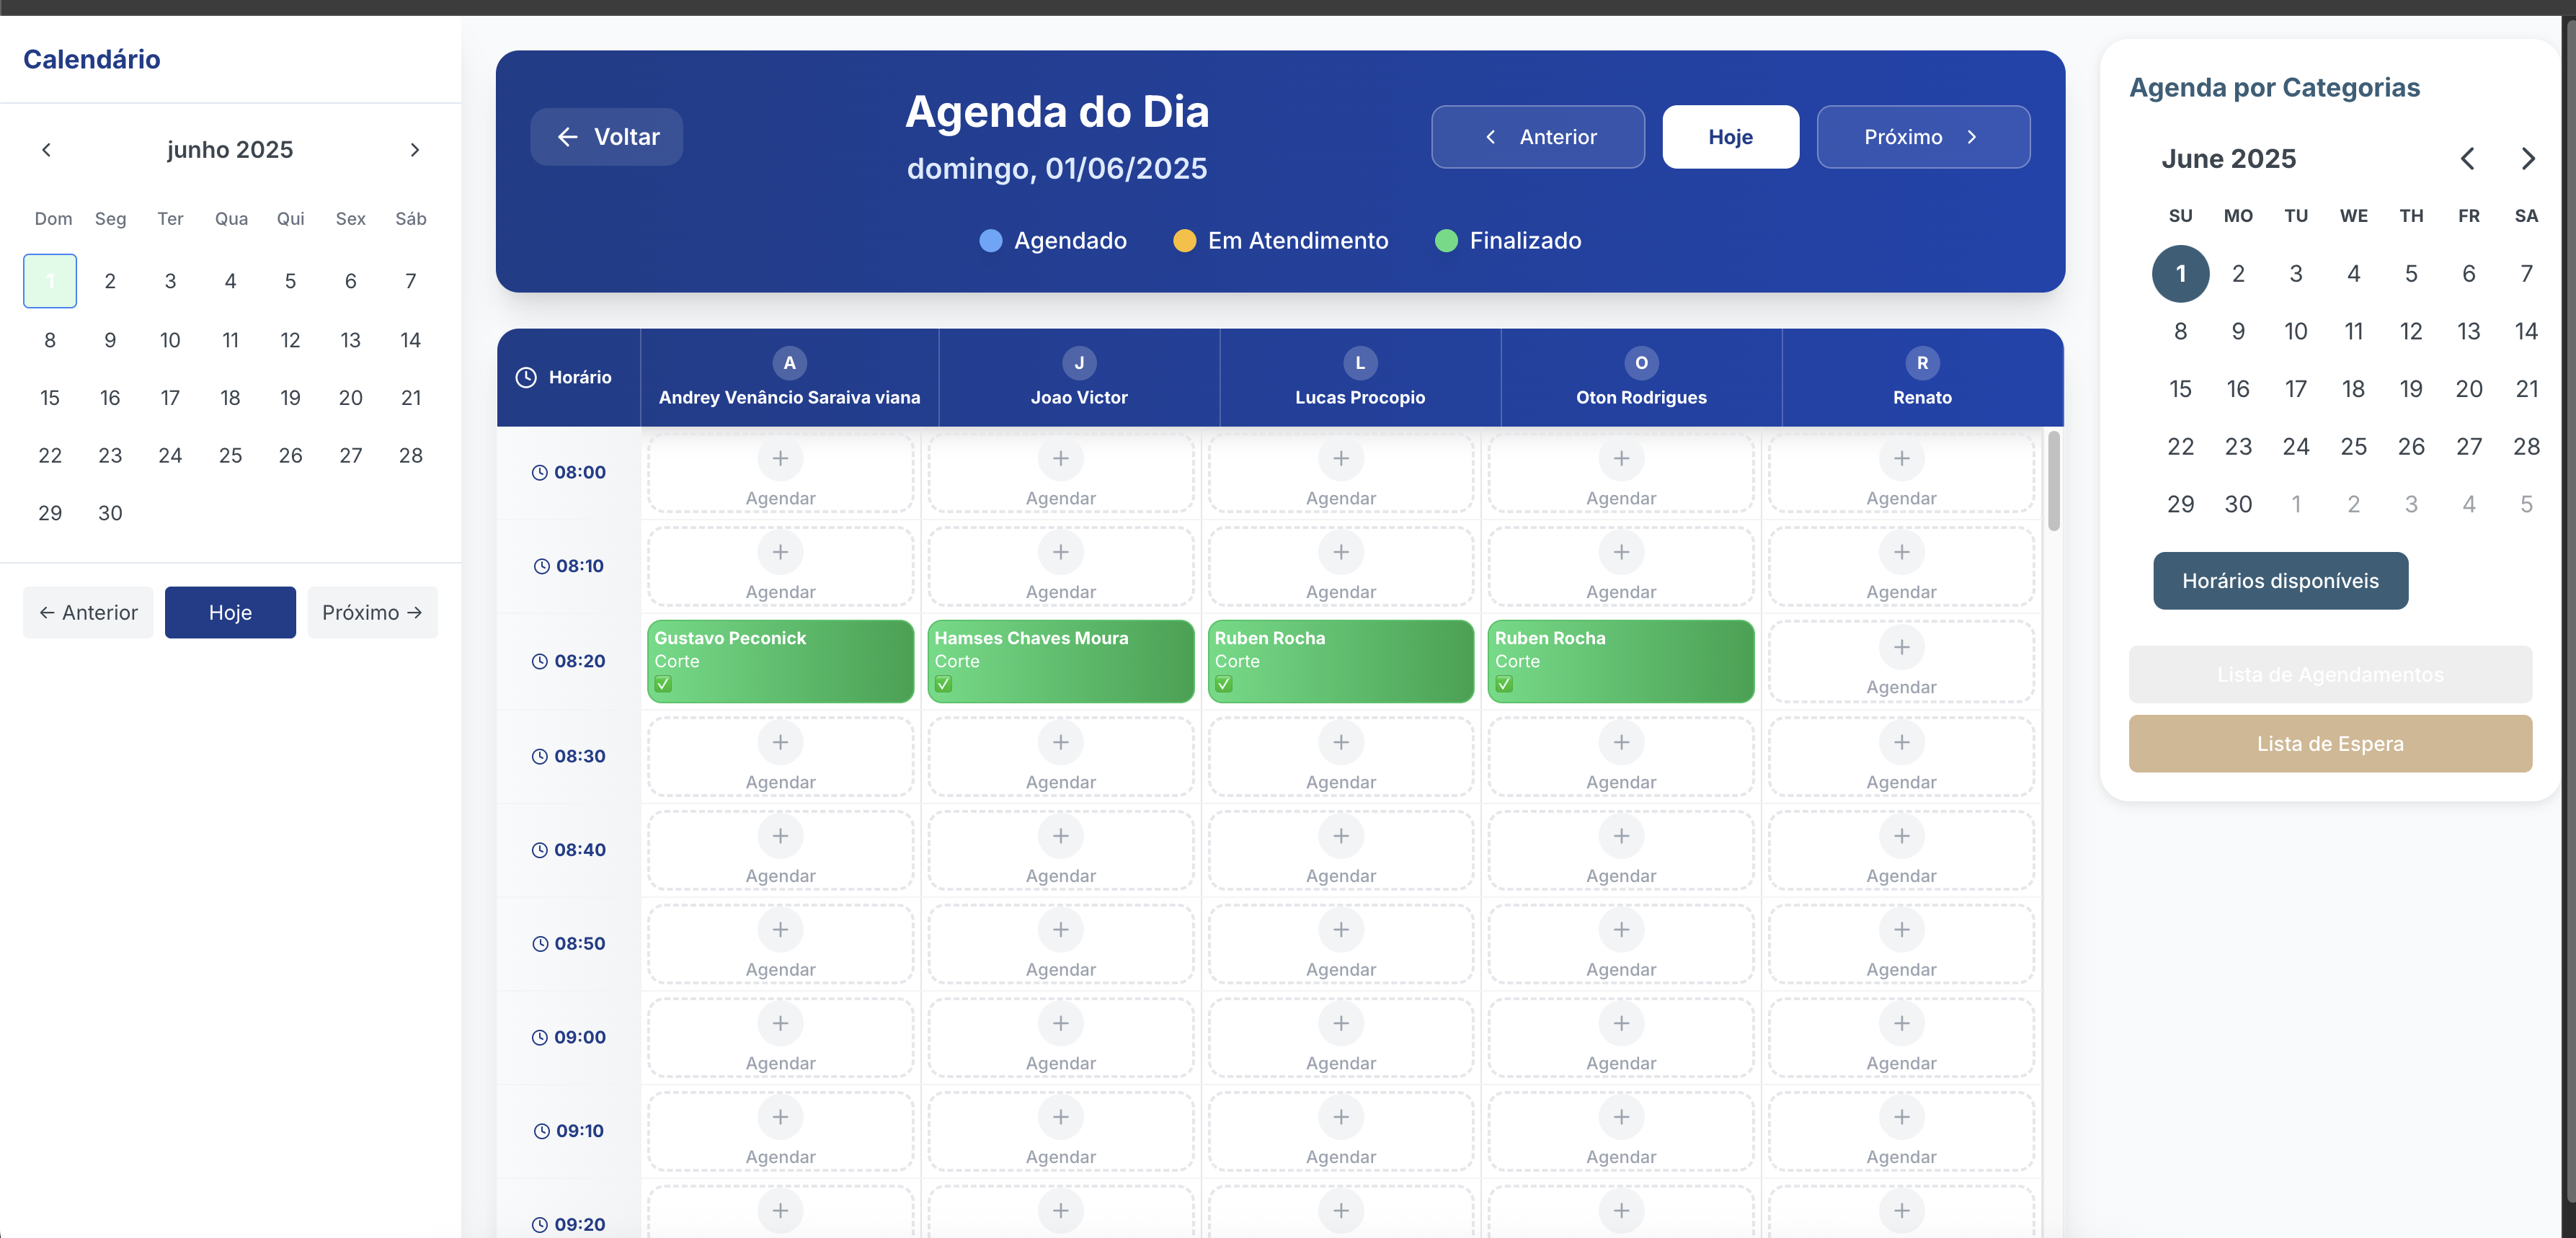 Calendário
junho 2025
Dom Seg Ter Qua Qui Sex Sáb
1 2 3 4 5 6 7
8 9 10 11 12 13 14
15 16 17 18 19 20 21
22 23 24 25 26 27 28
29 30
← Anterior Hoje Próximo →
← Voltar
Agenda do Dia
domingo, 01/06/2025
Anterior Hoje Próximo
Agendado Em Atendimento Finalizado
Horário
A J L O R
Andrey Venâncio Saraiva viana Joao Victor Lucas Procopio Oton Rodrigues Renato
08:00
+ + + + +
Agendar Agendar Agendar Agendar Agendar
08:10
+ + + + +
Agendar Agendar Agendar Agendar Agendar
08:20
Gustavo Peconick
Corte
✅
Hamses Chaves Moura
Corte
✅
Ruben Rocha
Corte
✅
Ruben Rocha
Corte
✅
+
Agendar
08:30
+ + + + +
Agendar Agendar Agendar Agendar Agendar
08:40
+ + + + +
Agendar Agendar Agendar Agendar Agendar
08:50
+ + + + +
Agendar Agendar Agendar Agendar Agendar
09:00
+ + + + +
Agendar Agendar Agendar Agendar Agendar
09:10
+ + + + +
Agendar Agendar Agendar Agendar Agendar
09:20
+ + + + +
Agenda por Categorias
June 2025
SU MO TU WE TH FR SA
1 2 3 4 5 6 7
8 9 10 11 12 13 14
15 16 17 18 19 20 21
22 23 24 25 26 27 28
29 30 1 2 3 4 5
Horários disponíveis
Lista de Agendamentos
Lista de Espera